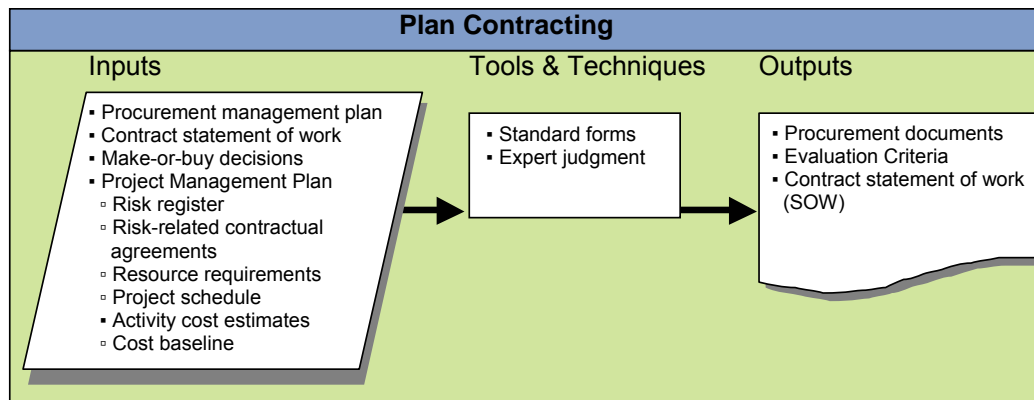 Plan Contracting
Inputs
▪ Procurement management plan
▪ Contract statement of work
▪ Make-or-buy decisions
▪ Project Management Plan
▫ Risk register
▫ Risk-related contractual
agreements
▫ Resource requirements
▫ Project schedule
▪ Activity cost estimates
▫ Cost baseline
Tools & Techniques
▪ Standard forms
▪ Expert judgment
Outputs
▪ Procurement documents
▪ Evaluation Criteria
▪ Contract statement of work
(SOW)